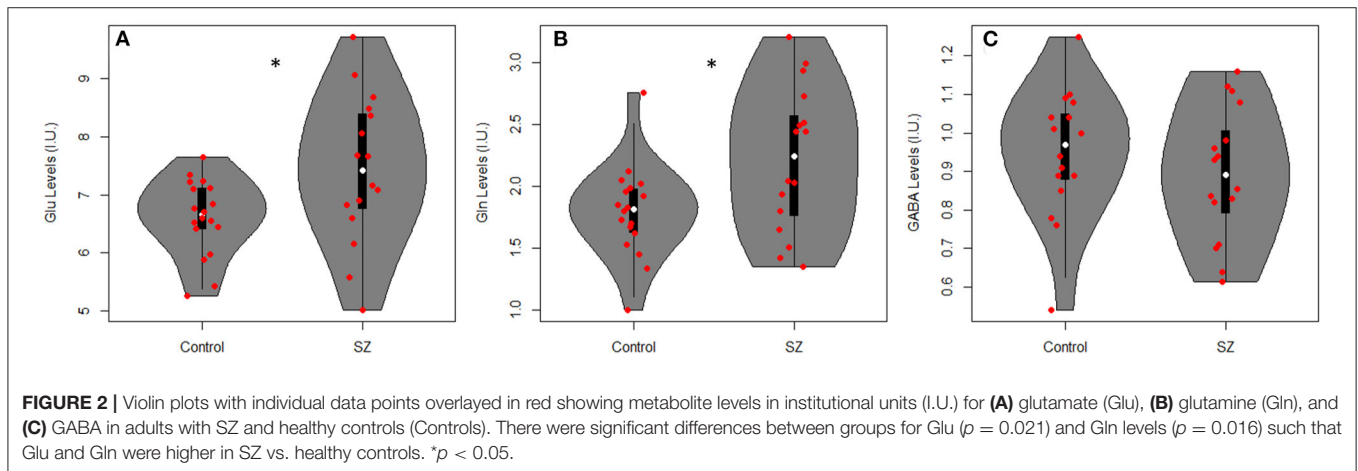 A
*
Glu Levels (I.U.)
9
8
7
6
5
Control
SZ
B
*
Gln Levels (I.U.)
3.0
2.5
2.0
1.5
1.0
Control
SZ
C
GABA Levels (I.U.)
1.2
1.1
1.0
0.9
0.8
0.7
0.6
Control
SZ
FIGURE 2 | Violin plots with individual data points overlayed in red showing metabolite levels in institutional units (I.U.) for (A) glutamate (Glu), (B) glutamine (Gln), and
(C) GABA in adults with SZ and healthy controls (Controls). There were significant differences between groups for Glu (p = 0.021) and Gln levels (p = 0.016) such that
Glu and Gln were higher in SZ vs. healthy controls. *p < 0.05.